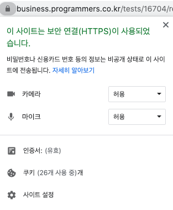 business.programmers.co.kr/tests/16704/
이 사이트는 보안 연결(HTTPS)이 사용되었
습니다.
비밀번호나 신용카드 번호 등의 정보는 비공개 상태로 이 사이
트에 전송됩니다. 자세히 알아보기
카메라 허용
마이크 허용
인증서: (유효)
쿠키 (26개 사용 중)개
사이트 설정